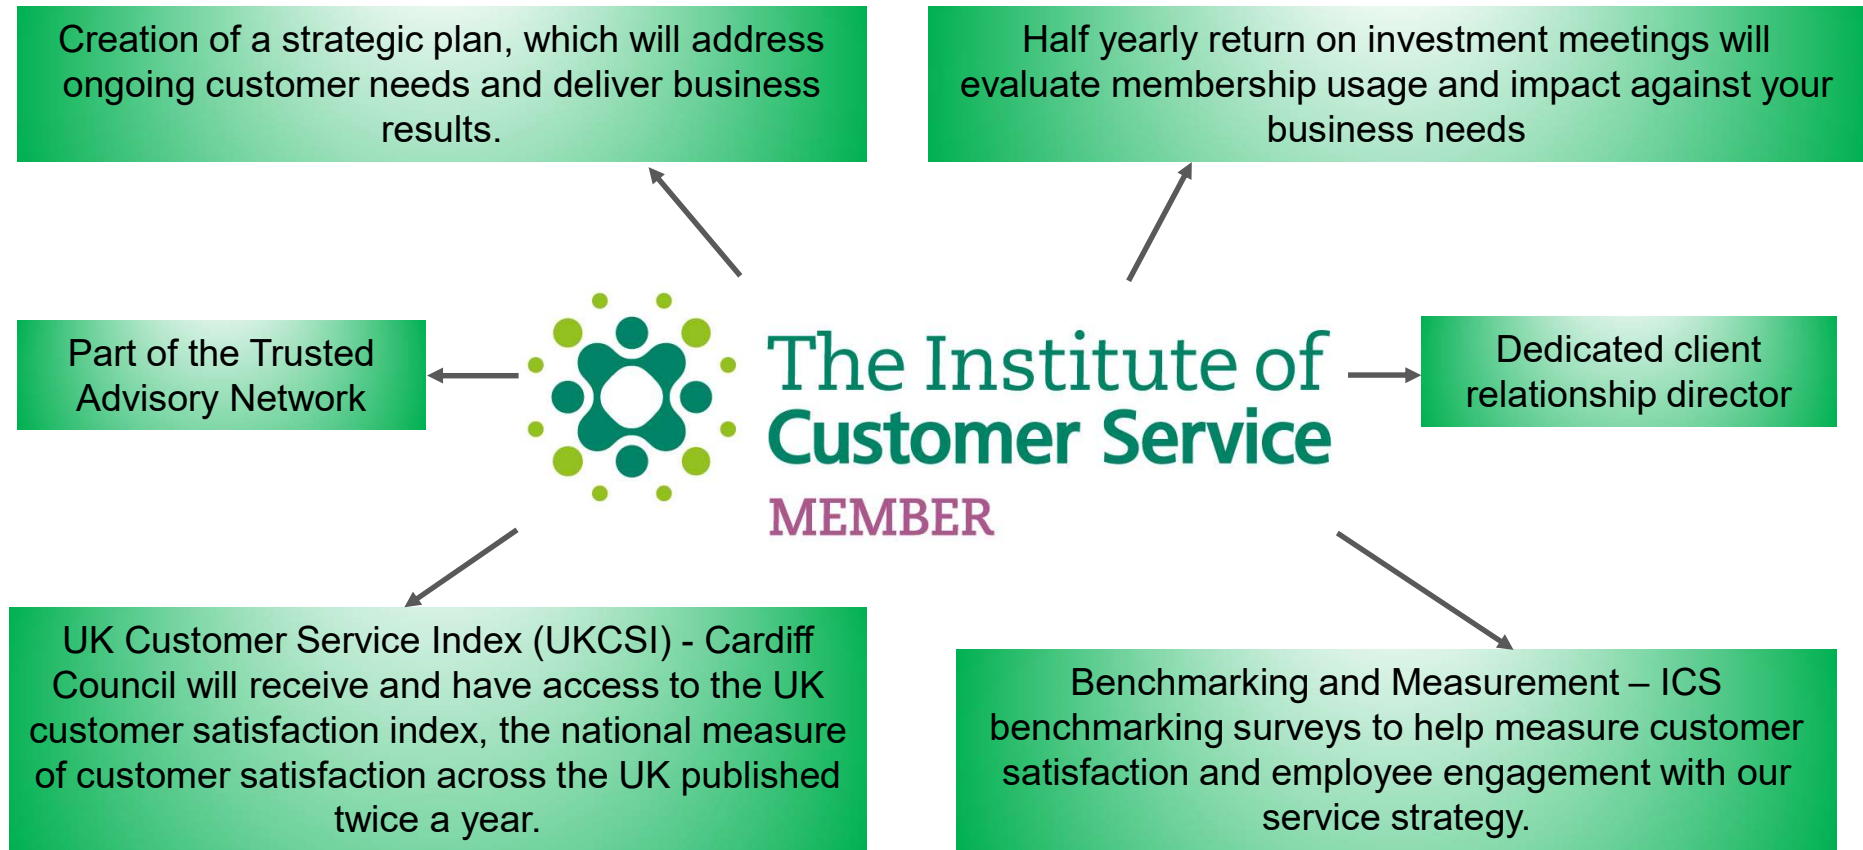 Creation of a strategic plan, which will address
ongoing customer needs and deliver business
results.
Half yearly return on investment meetings will
evaluate membership usage and impact against your
business needs
Part of the Trusted
Advisory Network
The Institute of
Customer Service
MEMBER
Dedicated client
relationship director
UK Customer Service Index (UKCSI) - Cardiff
Council will receive and have access to the UK
customer satisfaction index, the national measure
of customer satisfaction across the UK published
twice a year.
Benchmarking and Measurement – ICS
benchmarking surveys to help measure customer
satisfaction and employee engagement with our
service strategy.